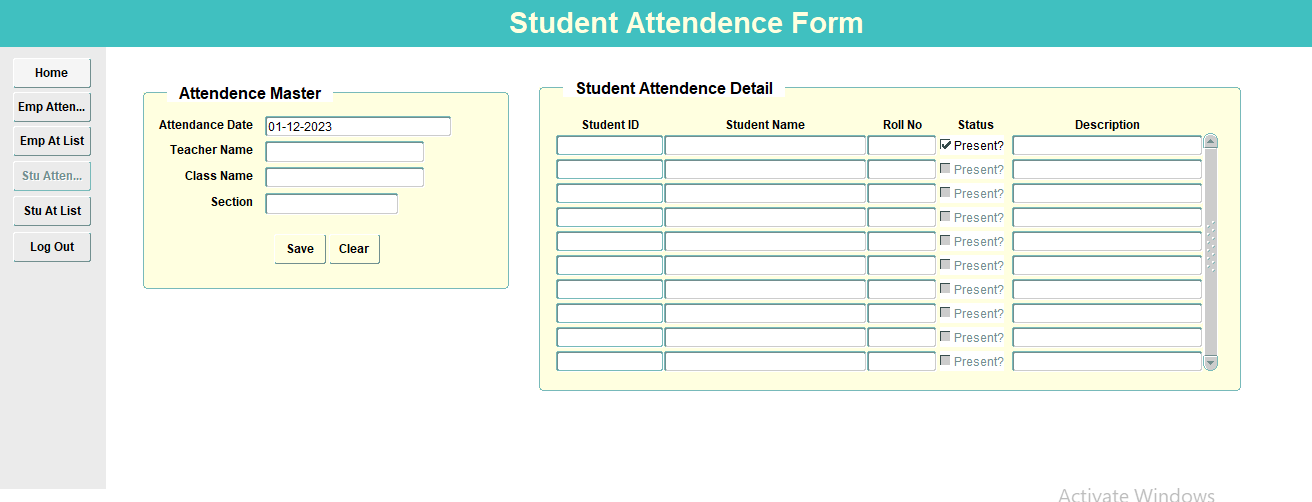 Student Attendence Form
Home
Emp Atten...
Emp At List
Stu Atten...
Stu At List
Log Out
Attendence Master
Attendance Date 01-12-2023
Teacher Name
Class Name
Section
Save Clear
Student Attendence Detail
Student ID Student Name Roll No Status Description
Present?
Present?
Present?
Present?
Present?
Present?
Present?
Present?
Present?
Present?
Activate Windows